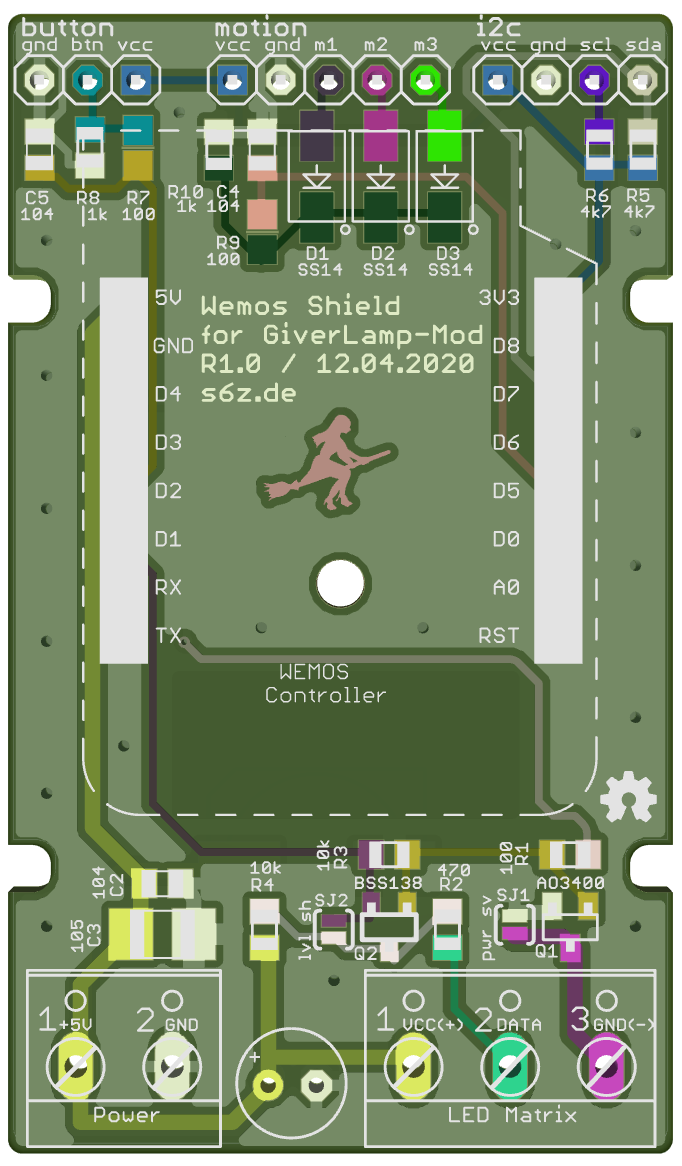 button motion i2c
gnd btn vcc vcc gnd m1 m2 m3 vcc gnd scl sda
C5 104
R8 1k
R7 100
R10 1k
C4 104
R9 100
D1 SS14
D2 SS14
D3 SS14
R6 4k7
R5 4k7
5V 3V3
GND D8
D4 D7
D3 D6
D2 D5
D1 D0
RX A0
TX RST
Wemos Shield
for GiverLamp-Mod
R1.0 / 12.04.2020
s6z.de
WEMOS
Controller
104 C2
105 C3
10k R4
10k R3
SJ2
lvl sh
BSS138
Q2
470 R2
100 R1
SJ1
pwr sv
AO3400
Q1
1 +5V 2 GND
+
1 VCC(+) 2 DATA 3 GND(-)
Power LED Matrix